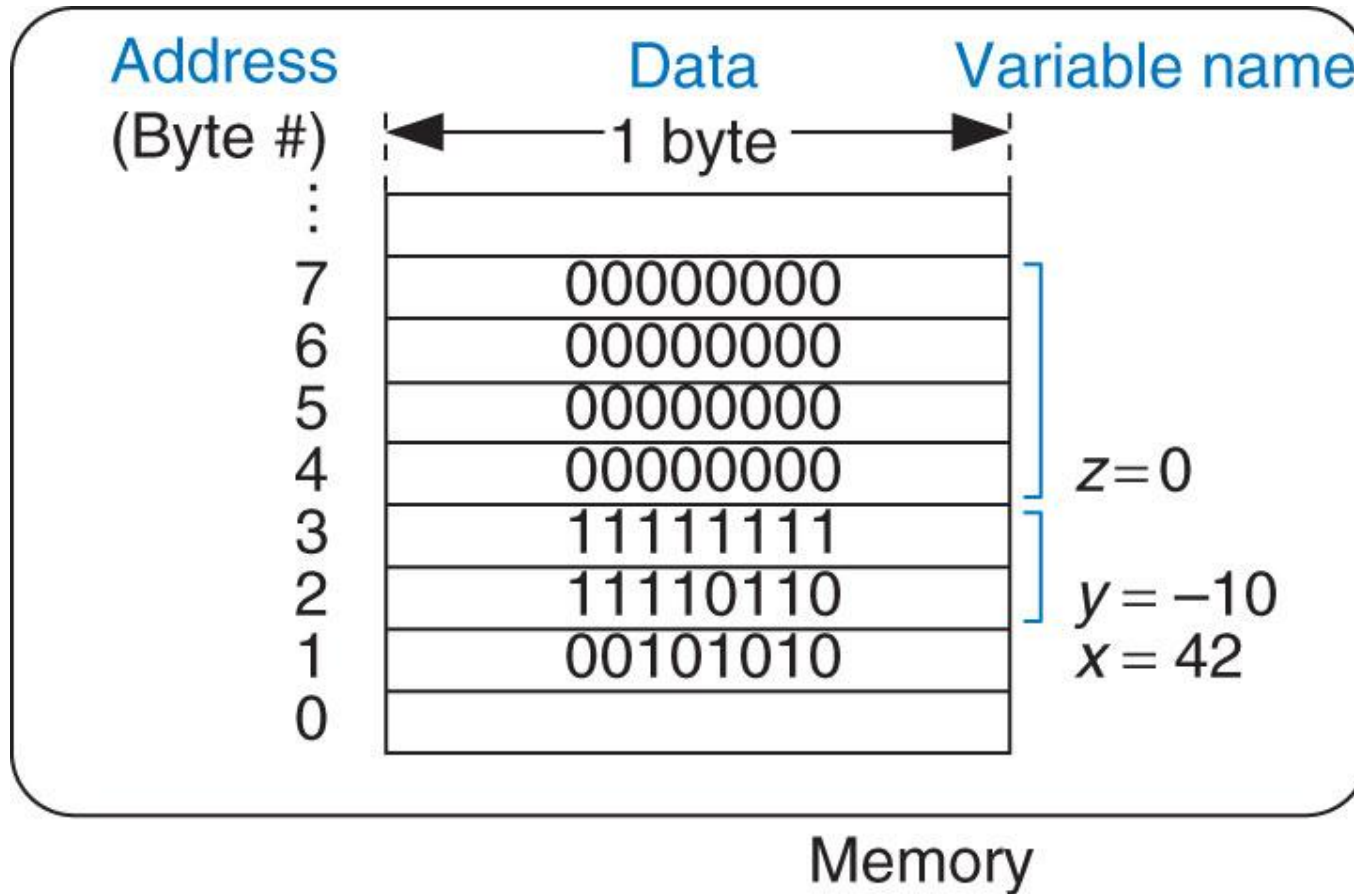 Address Data Variable name
(Byte #) 1 byte
⋮
7 00000000
6 00000000
5 00000000
4 00000000 z=0
3 11111111
2 11110110 y = –10
1 00101010 x = 42
0
Memory